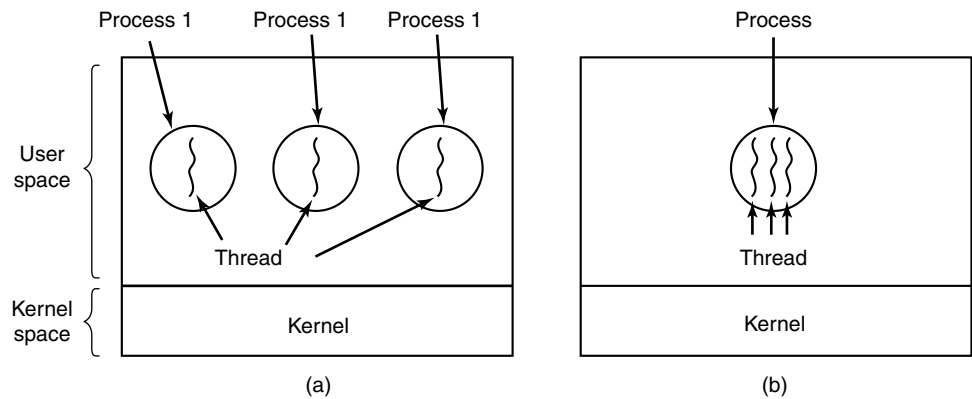 Process 1 Process 1 Process 1 Process
User
space
Thread Thread
Kernel
space
Kernel Kernel
(a) (b)